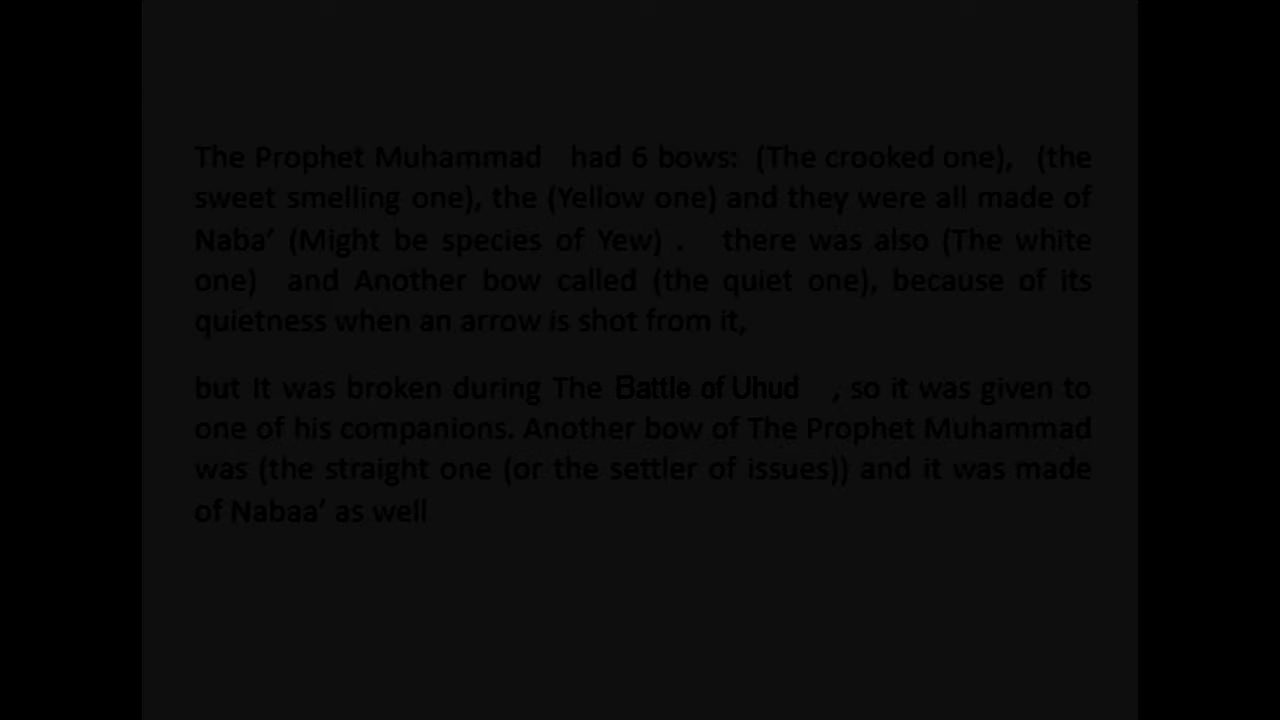 The Prophet Muhammad had 6 bows: (The crooked one), (the
sweet smelling one), the (Yellow one) and they were all made of
Naba’ (Might be species of Yew) . there was also (The white
one) and Another bow called (the quiet one), because of its
quietness when an arrow is shot from it,
but It was broken during The Battle of Uhud , so it was given to
one of his companions. Another bow of The Prophet Muhammad
was (the straight one (or the settler of issues)) and it was made
of Nabaa’ as well